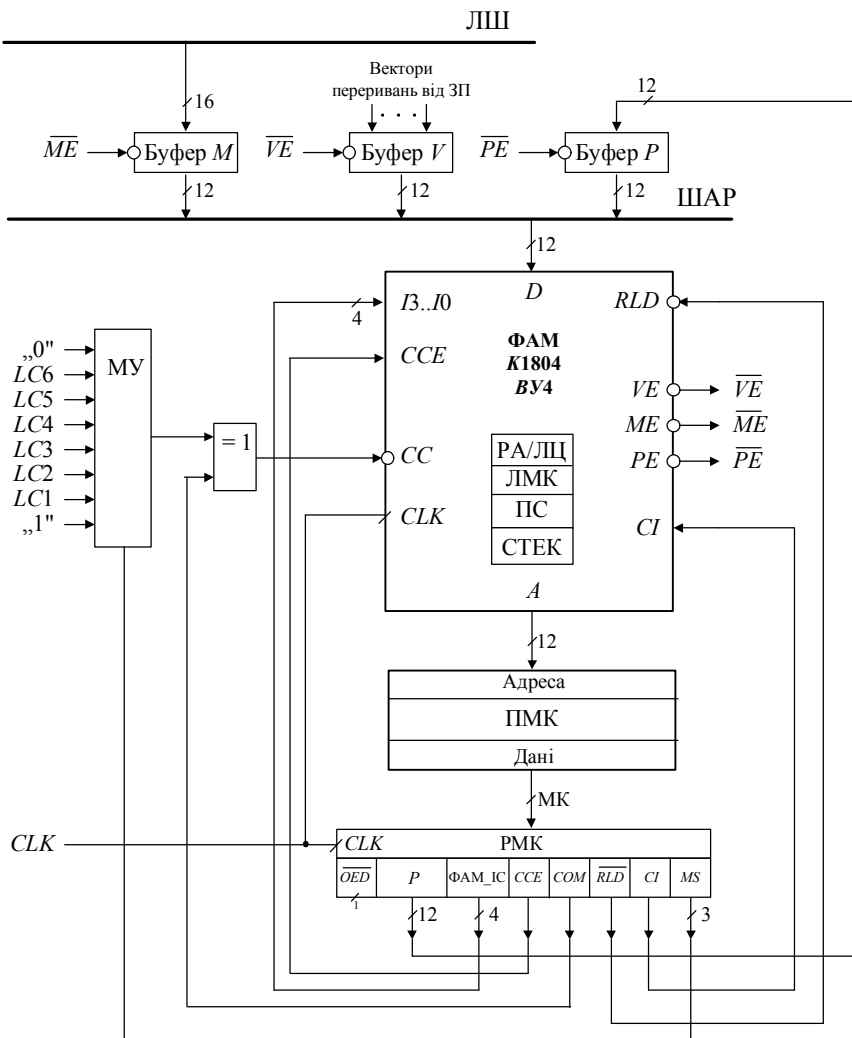 ЛШ
Вектори
переривань від ЗП
. . .
16
12
ME
Буфер M
VE
Буфер V
PE
Буфер P
12
12
12
ШАР
12
D
I3..I0
RLD
4
ФАМ
К1804
ВУ4
„0"
LC6
LC5
LC4
LC3
LC2
LC1
„1"
МУ
CCE
VE
VE
ME
ME
PE
PE
= 1
CC
РА/ЛЦ
ЛМК
ПС
СТЕК
CLK
CI
A
12
Адреса
ПМК
Дані
МК
CLK
CLK
РМК
OED
P
ФАМ_ІС
CCE
COM
RLD
CI
MS
1
12
4
3